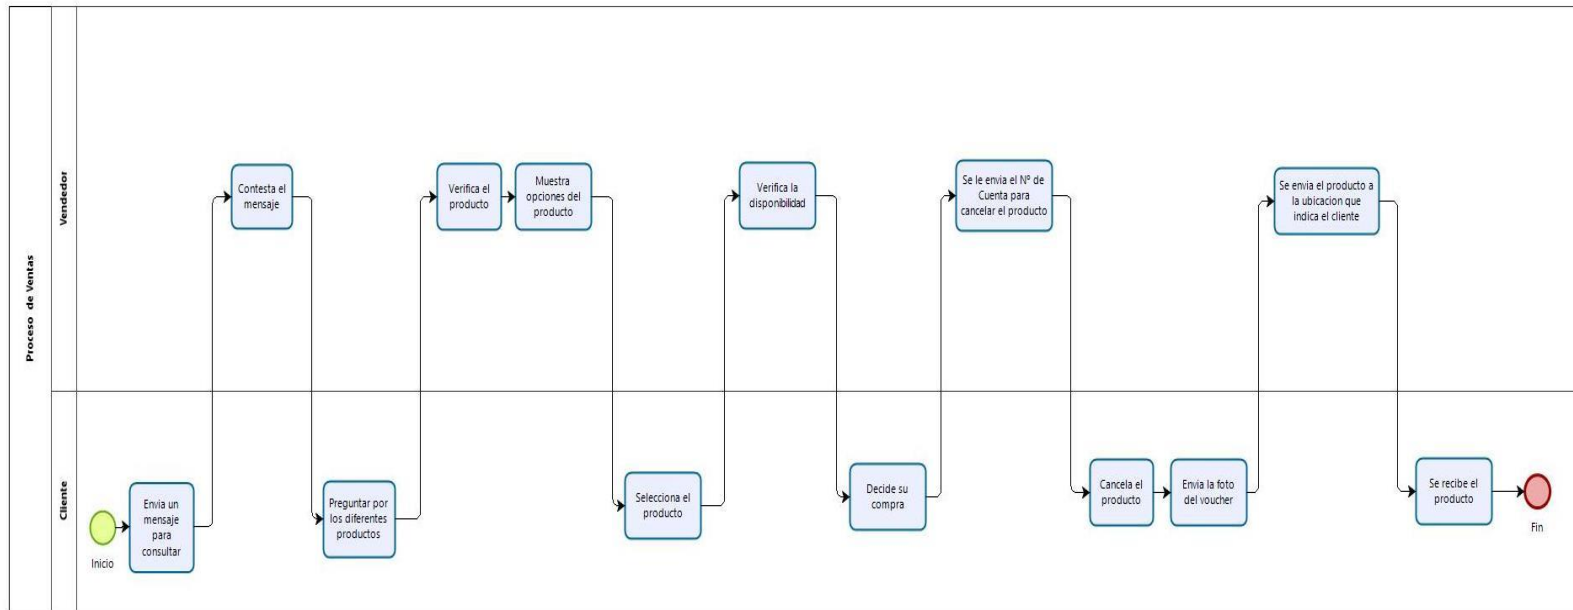 Proceso de Ventas
Vendedor
Cliente
Inicio
Envia un
mensaje
para
consultar
Contesta el
mensaje
Preguntar por
los diferentes
productos
Verifica el
producto
Muestra
opciones del
producto
Selecciona el
producto
Verifica la
disponibilidad
Decide su
compra
Se le envia el Nº de
Cuenta para
cancelar el producto
Cancela el
producto
Envia la foto
del voucher
Se envia el producto a
la ubicacion que
indica el cliente
Se recibe el
producto
Fin